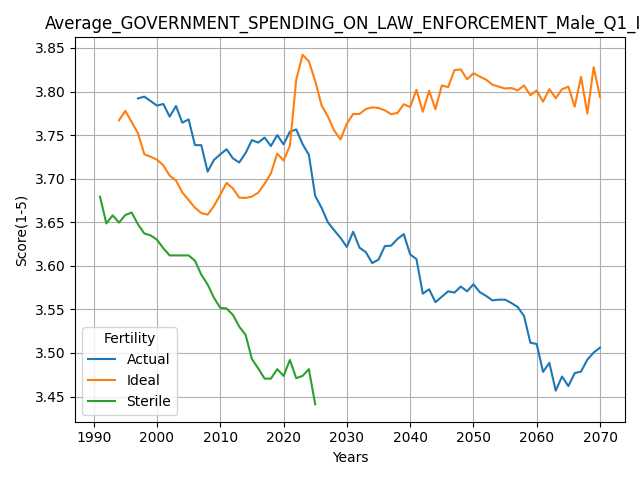 Average_GOVERNMENT_SPENDING_ON_LAW_ENFORCEMENT_Male_Q1_I
3.85
3.80
3.75
3.70
3.65
3.60
3.55
3.50
3.45
Score(1-5)
Fertility
Actual
Ideal
Sterile
1990 2000 2010 2020 2030 2040 2050 2060 2070
Years